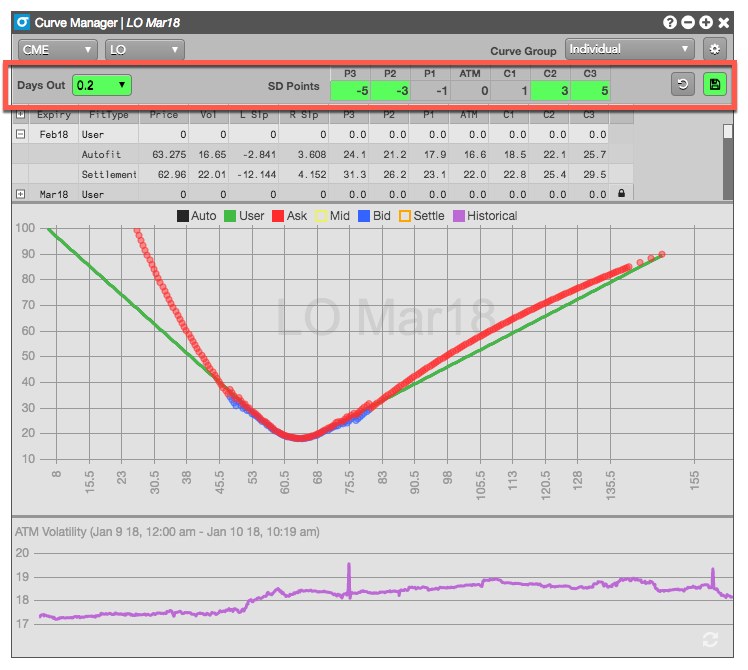 Curve Manager | LO Mar18
CME LO Curve Group Individual
Days Out 0.2 SD Points
P3 P2 P1 ATM C1 C2 C3
-5 -3 -1 0 1 3 5
Expiry FitType Price Vol L Slp R Slp P3 P2 P1 ATM C1 C2 C3
Feb18 User 0 0 0 0 0.0 0.0 0.0 0.0 0.0 0.0 0.0
Autofit 63.275 16.65 -2.841 3.608 24.1 21.2 17.9 16.6 18.5 22.1 25.7
Settlement 62.96 22.01 -12.144 4.152 31.3 26.2 23.1 22.0 22.8 25.4 29.5
Mar18 User 0 0 0 0 0.0 0.0 0.0 0.0 0.0 0.0 0.0
Auto User Ask Mid Bid Settle Historical
100
90
80
70
60
50
40
30
20
10
LO Mar18
8 15.5 23 30.5 38 45.5 53 60.5 68 75.5 83 90.5 98 105.5 113 120.5 128 135.5 155
ATM Volatility (Jan 9 18, 12:00 am - Jan 10 18, 10:19 am)
20
19
18
17